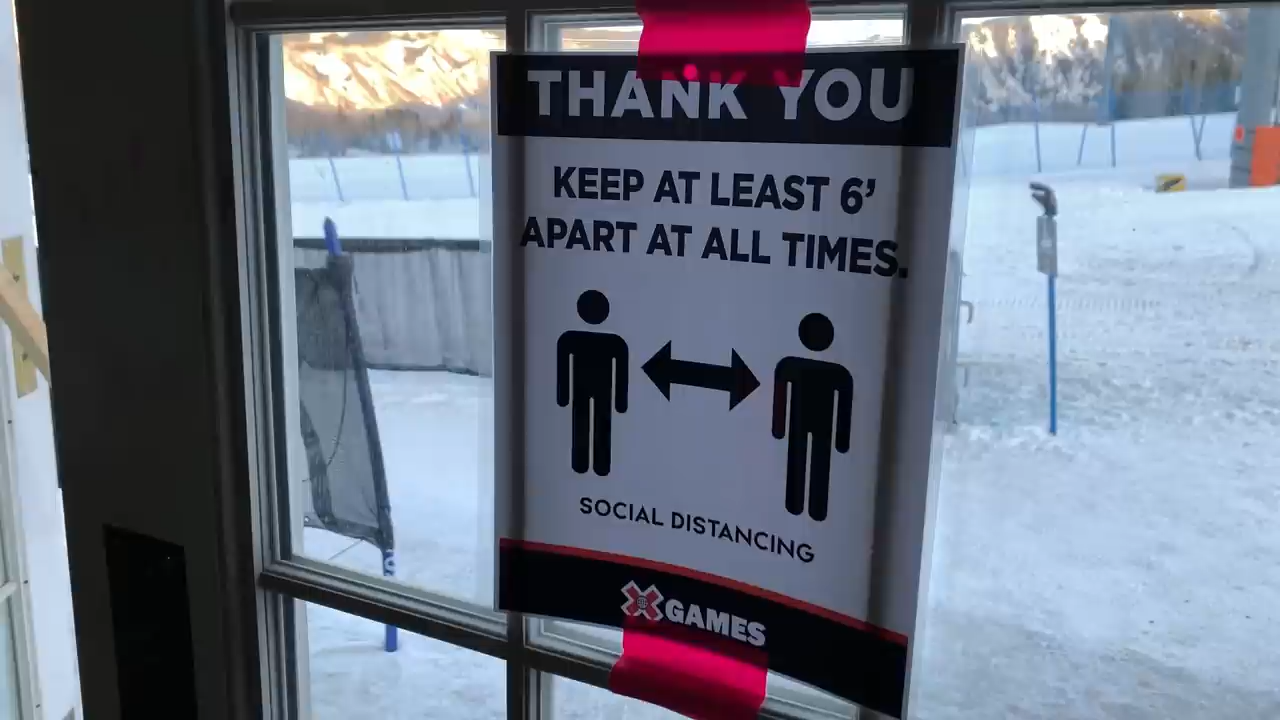 THANK YOU
KEEP AT LEAST 6’
APART AT ALL TIMES.
SOCIAL DISTANCING
X GAMES